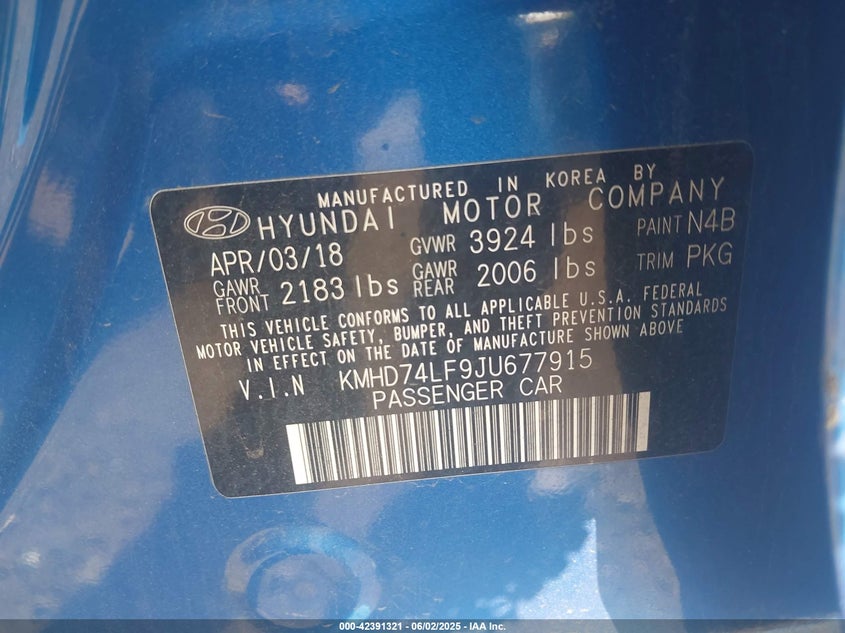 MANUFACTURED IN KOREA BY
HYUNDAI MOTOR COMPANY
APR/03/18 GVWR 3924 lbs PAINT N4B
GAWR FRONT 2183 lbs GAWR REAR 2006 lbs TRIM PKG
THIS VEHICLE CONFORMS TO ALL APPLICABLE U.S.A. FEDERAL
MOTOR VEHICLE SAFETY, BUMPER, AND THEFT PREVENTION STANDARDS
IN EFFECT ON THE DATE OF MANUFACTURE SHOWN ABOVE
V.I.N KMHD74LF9JU677915
PASSENGER CAR
000-42391321 - 06/02/2025 - IAA, Inc.